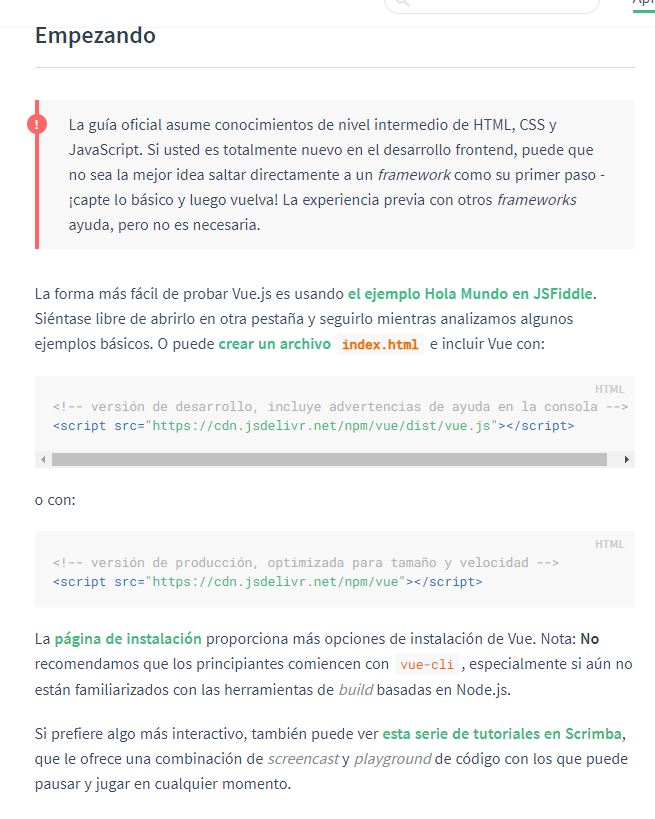 Empezando
La guía oficial asume conocimientos de nivel intermedio de HTML, CSS y
JavaScript. Si usted es totalmente nuevo en el desarrollo frontend, puede que
no sea la mejor idea saltar directamente a un framework como su primer paso -
¡capte lo básico y luego vuelva! La experiencia previa con otros frameworks
ayuda, pero no es necesaria.
La forma más fácil de probar Vue.js es usando el ejemplo Hola Mundo en JSFiddle.
Siéntase libre de abrirlo en otra pestaña y seguirlo mientras analizamos algunos
ejemplos básicos. O puede crear un archivo index.html e incluir Vue con:
HTML
<!-- versión de desarrollo, incluye advertencias de ayuda en la consola -->
<script src="https://cdn.jsdelivr.net/npm/vue/dist/vue.js"></script>
o con:
HTML
<!-- versión de producción, optimizada para tamaño y velocidad -->
<script src="https://cdn.jsdelivr.net/npm/vue"></script>
La página de instalación proporciona más opciones de instalación de Vue. Nota: No
recomendamos que los principiantes comiencen con vue-cli, especialmente si aún no
están familiarizados con las herramientas de build basadas en Node.js.
Si prefiere algo más interactivo, también puede ver esta serie de tutoriales en Scrimba,
que le ofrece una combinación de screencast y playground de código con los que puede
pausar y jugar en cualquier momento.